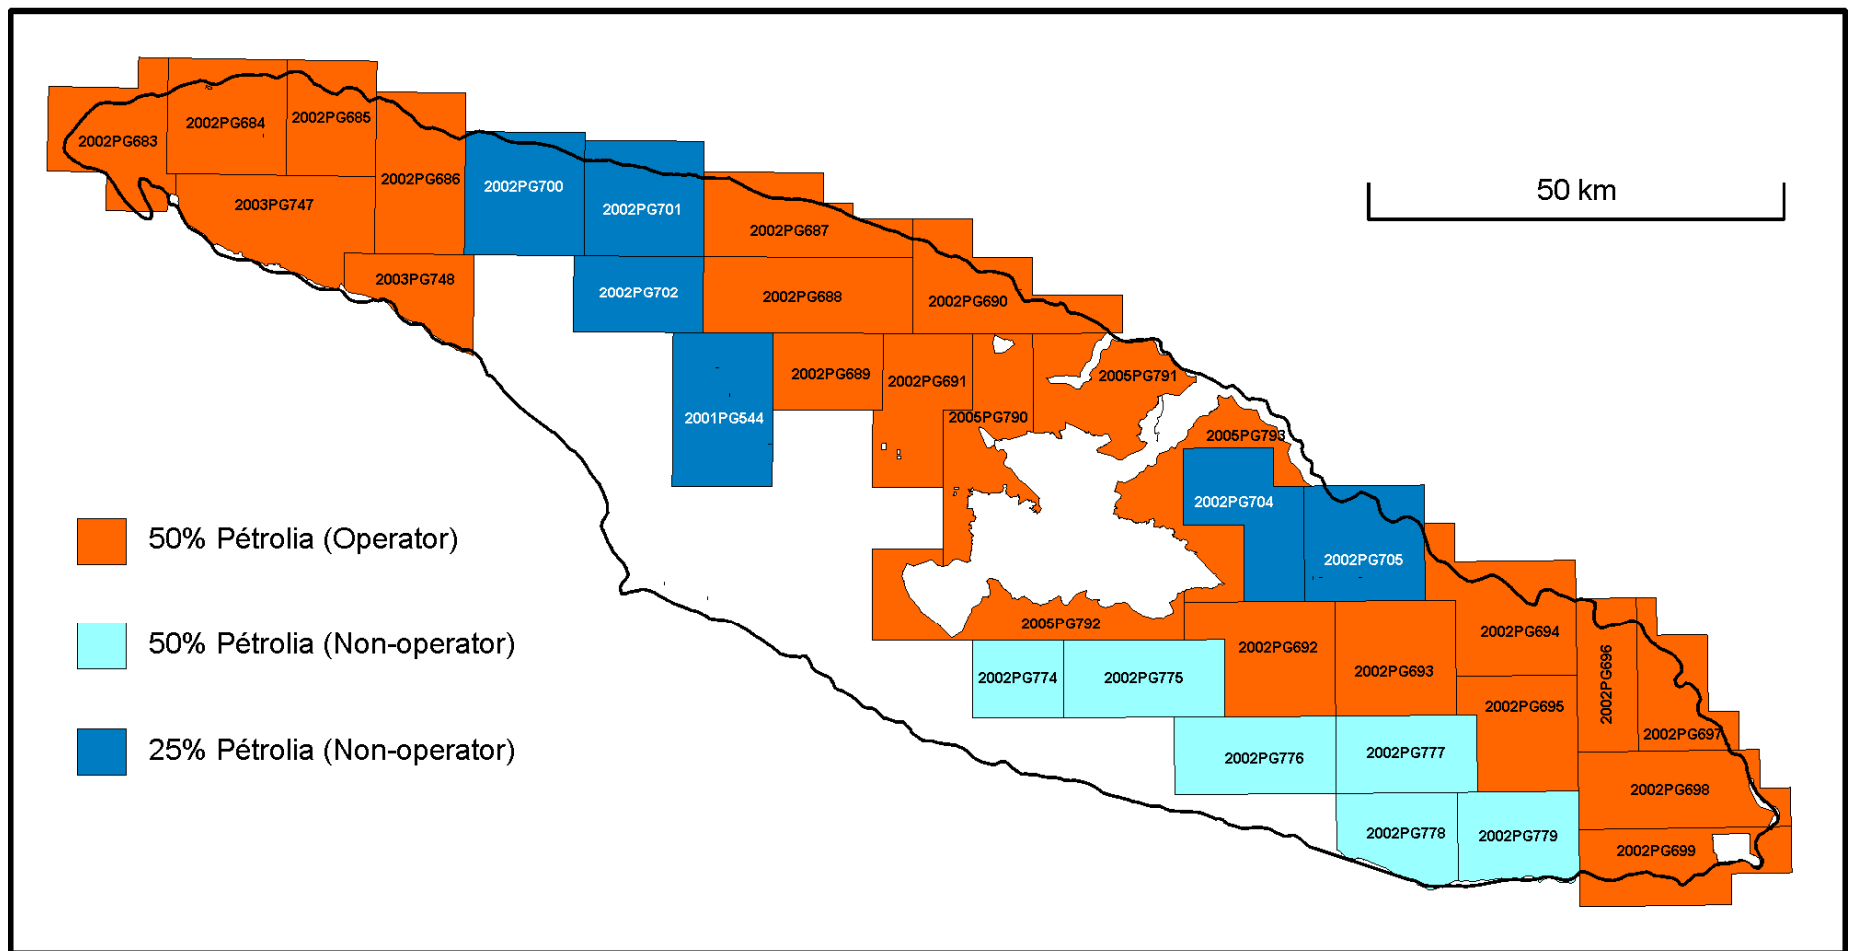 2002PG683
2002PG684
2002PG685
2002PG686
2003PG747
2003PG748
2002PG700
2002PG701
2002PG702
2002PG687
2002PG688
2002PG690
50 km
2001PG544
2002PG689
2002PG691
2005PG790
2005PG791
2005PG793
2002PG704
2002PG705
2005PG792
2002PG692
2002PG693
2002PG694
2002PG695
2002PG696
2002PG697
2002PG698
2002PG699
2002PG774
2002PG775
2002PG776
2002PG777
2002PG778
2002PG779
50% Pétrolia (Operator)
50% Pétrolia (Non-operator)
25% Pétrolia (Non-operator)